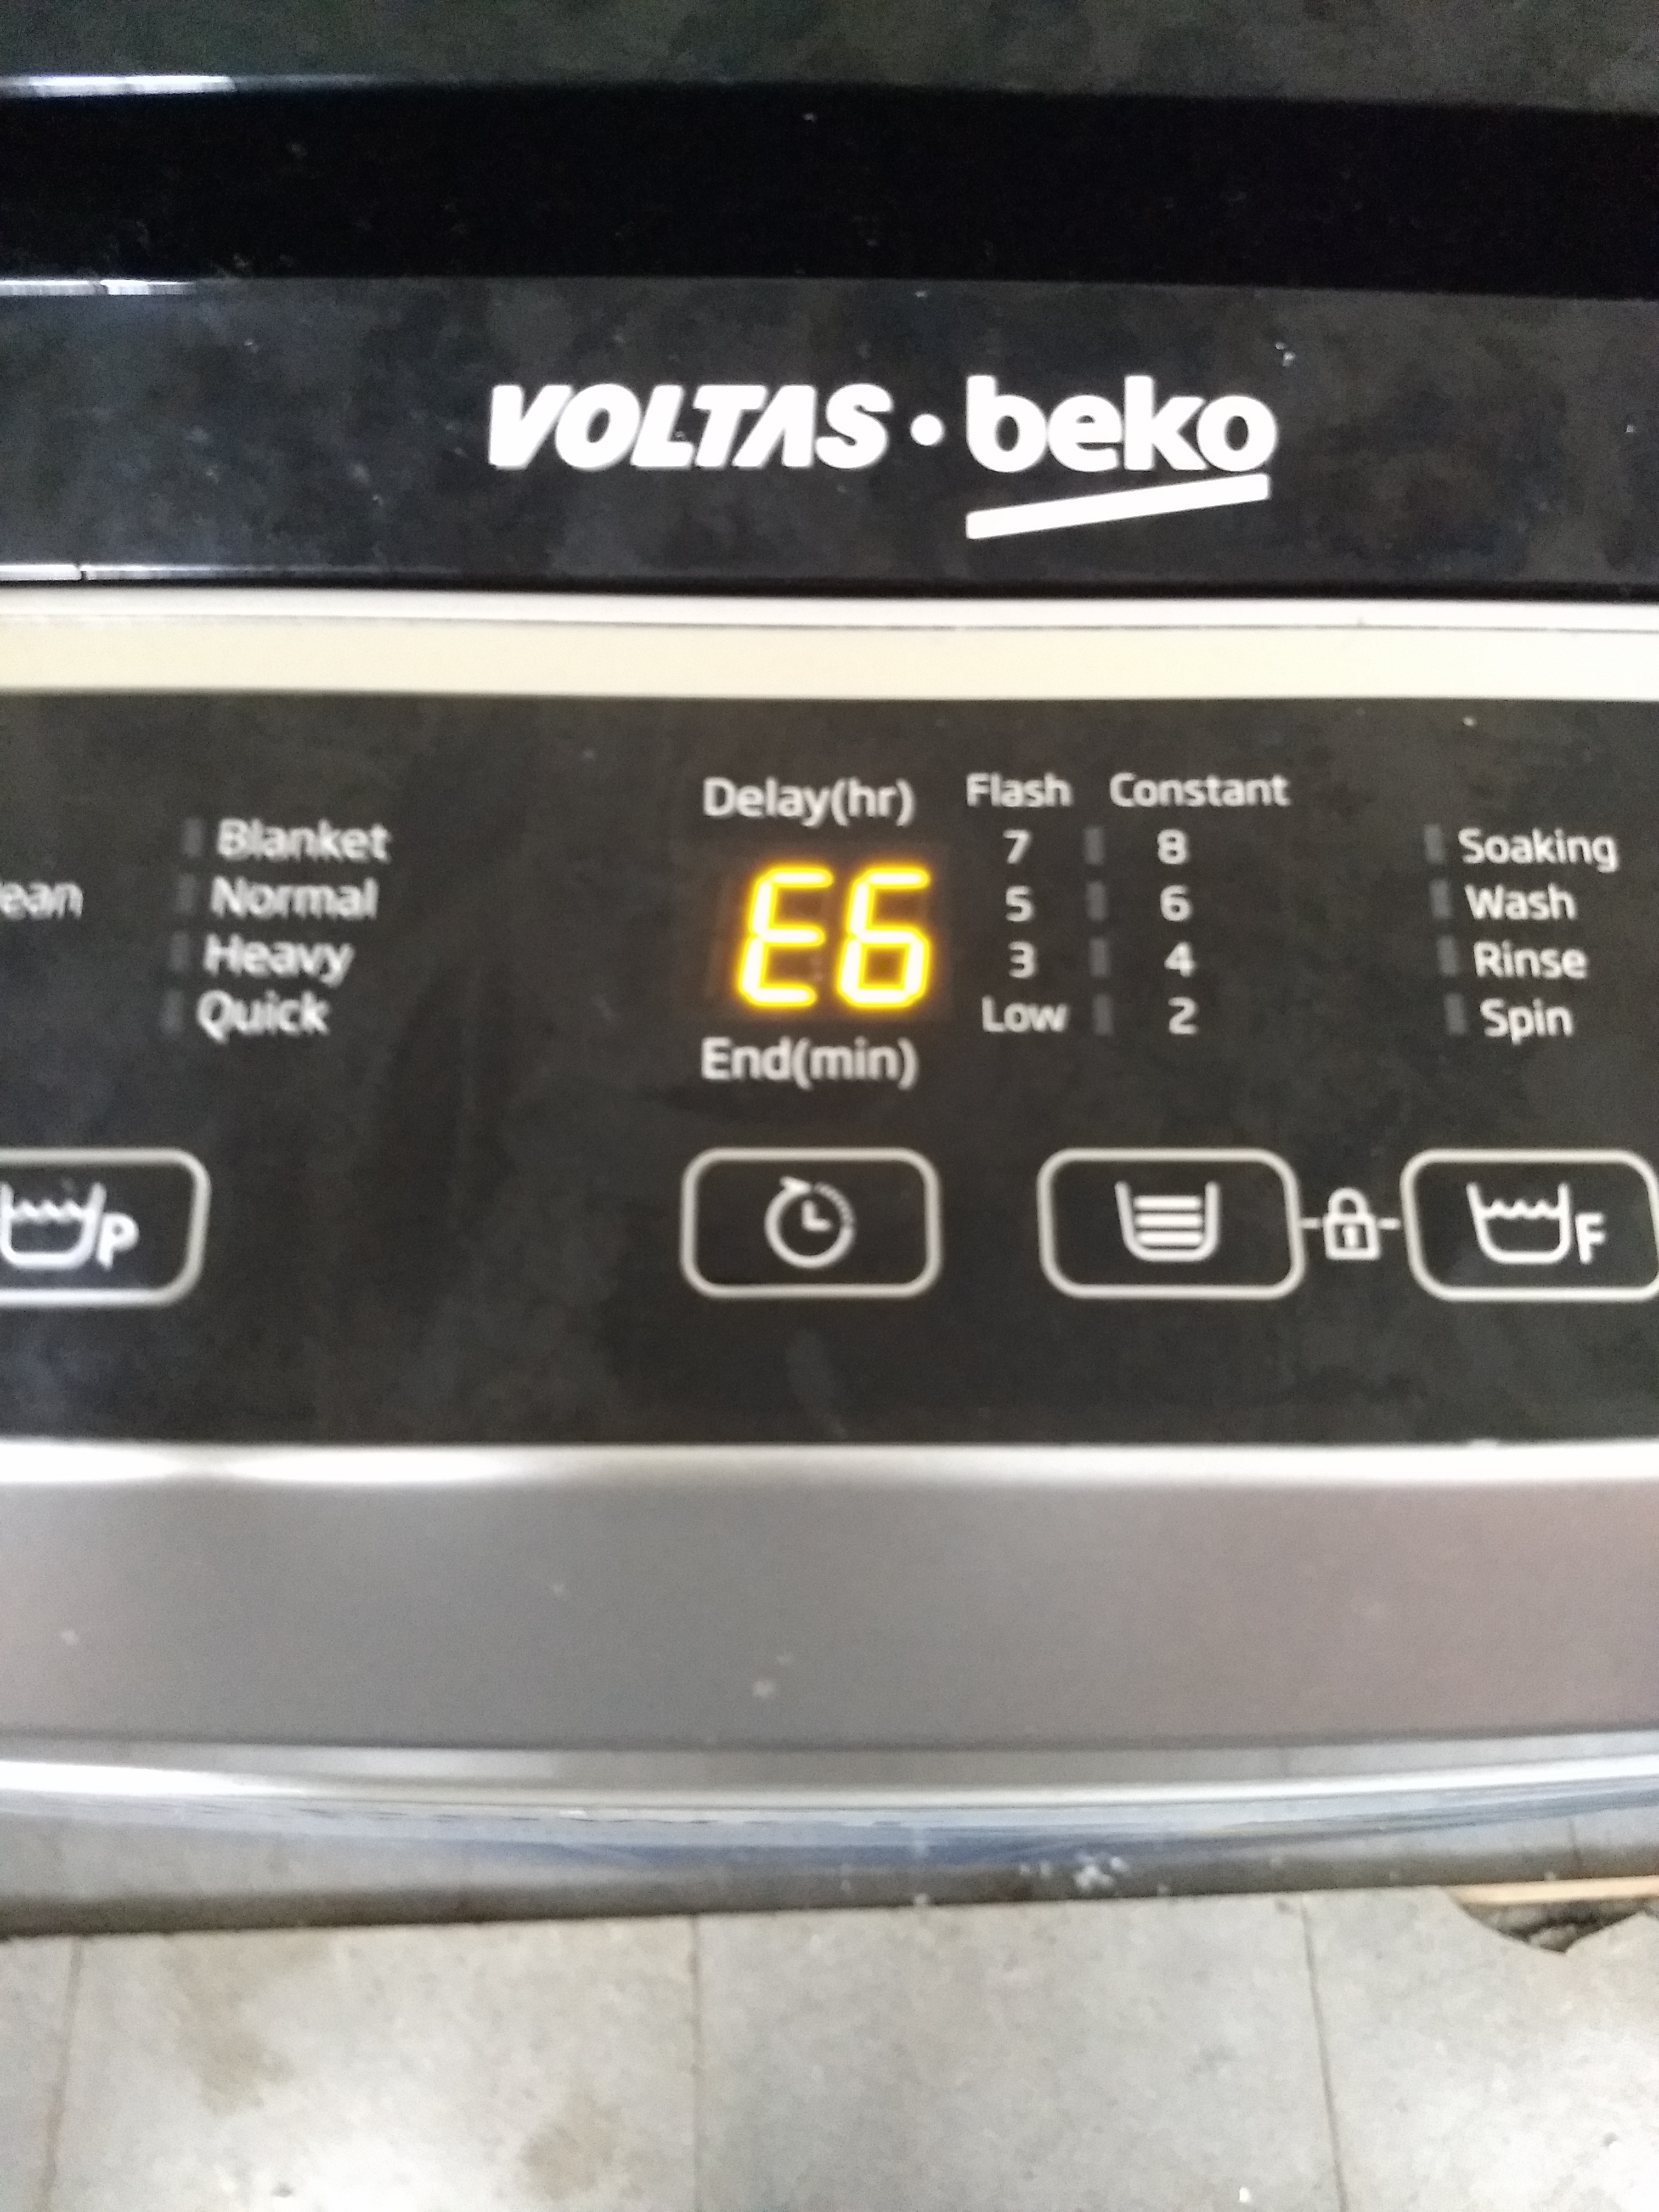 VOLTAS • beko
Delay(hr)
Flash Constant
Blanket
7 8
Soaking
ean
Normal
E6
5 6
Wash
Heavy
3 4
Rinse
Quick
Low 2
Spin
End(min)
P
F